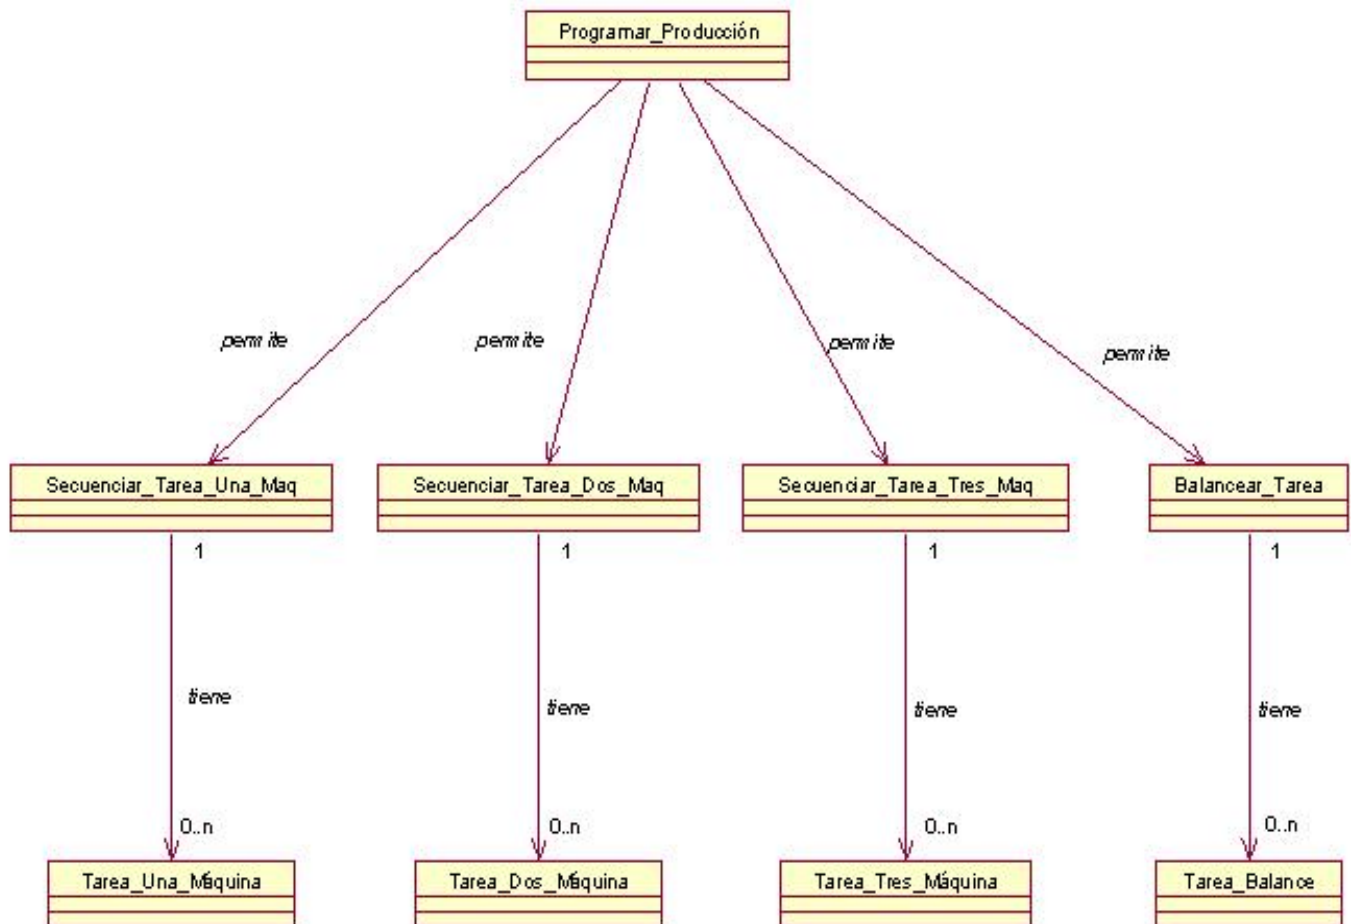 Programar_Producción
permite
permite
permite
permite
Secuenciar_Tarea_Una_Maq
Secuenciar_Tarea_Dos_Maq
Secuenciar_Tarea_Tres_Maq
Balancear_Tarea
1
1
1
1
tiene
tiene
tiene
tiene
0..n
0..n
0..n
0..n
Tarea_Una_Máquina
Tarea_Dos_Máquina
Tarea_Tres_Máquina
Tarea_Balance